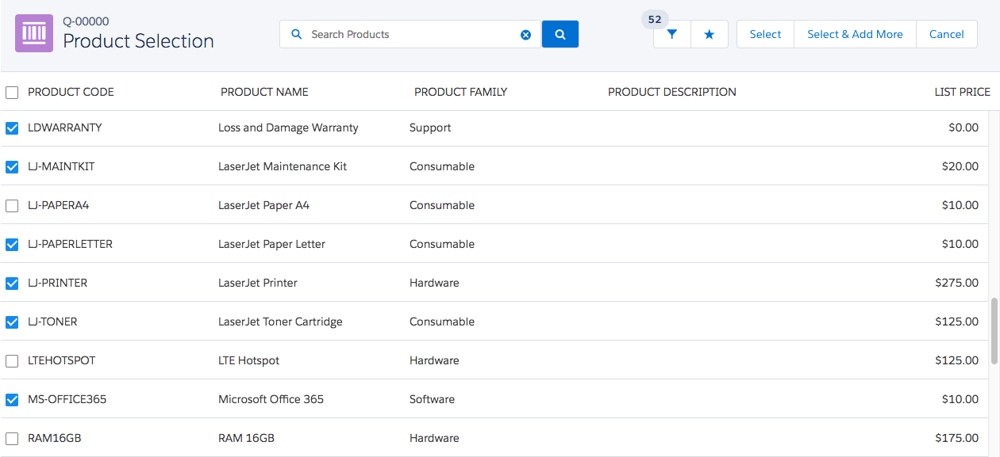 Q-00000
Product Selection
Search Products
52
Select
Select & Add More
Cancel
PRODUCT CODE PRODUCT NAME PRODUCT FAMILY PRODUCT DESCRIPTION LIST PRICE
LDWARRANTY Loss and Damage Warranty Support $0.00
LJ-MAINTKIT LaserJet Maintenance Kit Consumable $20.00
LJ-PAPERA4 LaserJet Paper A4 Consumable $10.00
LJ-PAPERLETTER LaserJet Paper Letter Consumable $10.00
LJ-PRINTER LaserJet Printer Hardware $275.00
LJ-TONER LaserJet Toner Cartridge Consumable $125.00
LTEHOTSPOT LTE Hotspot Hardware $125.00
MS-OFFICE365 Microsoft Office 365 Software $10.00
RAM16GB RAM 16GB Hardware $175.00